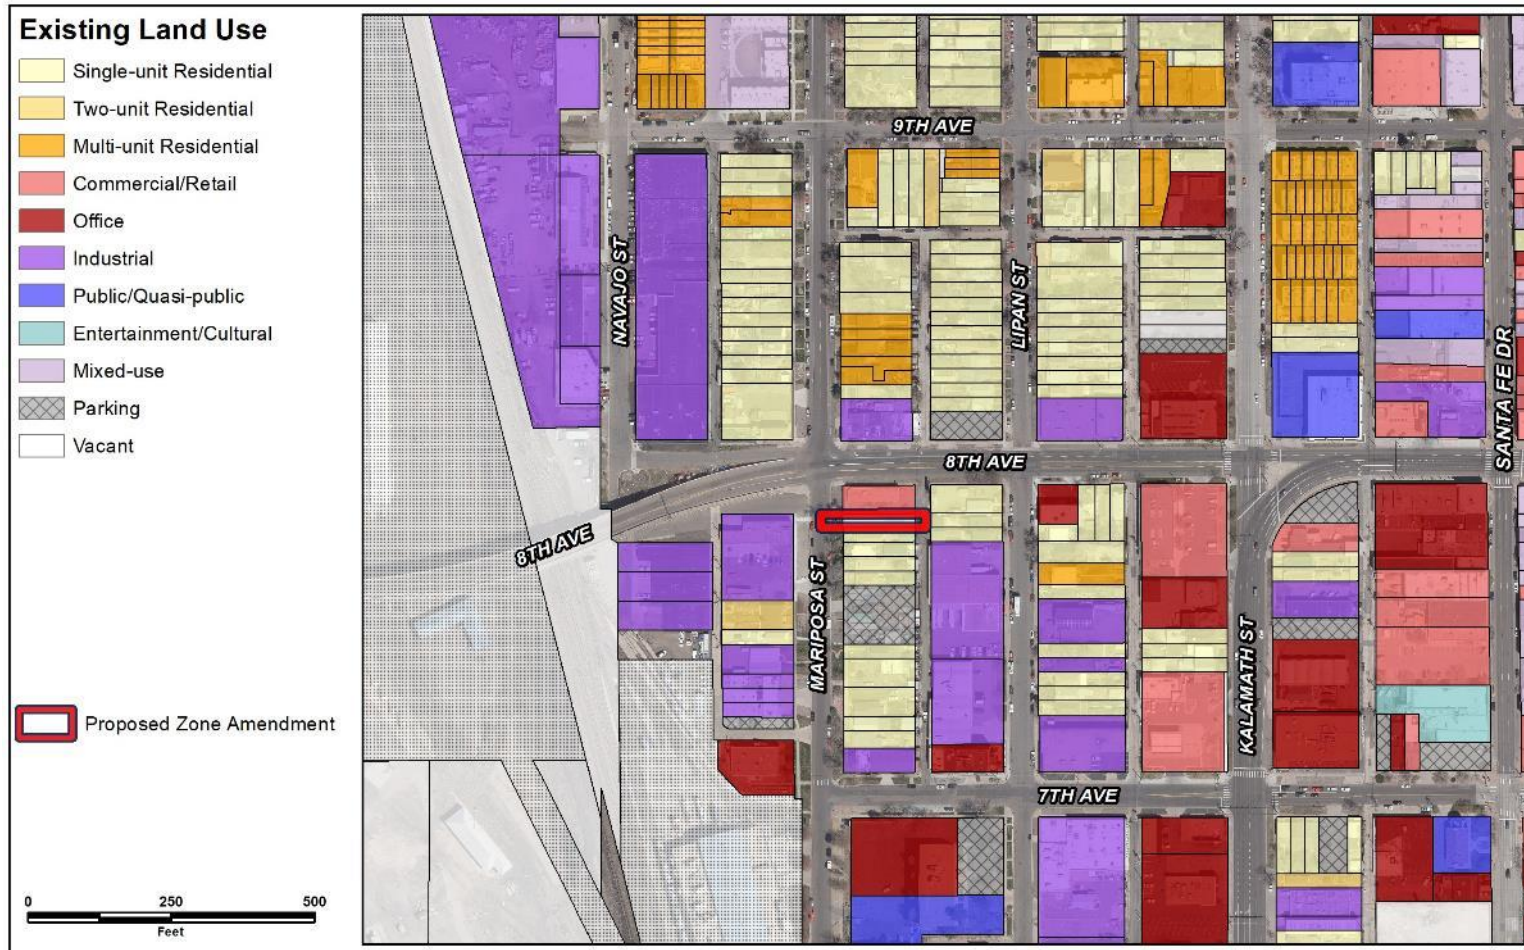 Existing Land Use
Single-unit Residential
Two-unit Residential
Multi-unit Residential
Commercial/Retail
Office
Industrial
Public/Quasi-public
Entertainment/Cultural
Mixed-use
Parking
Vacant
Proposed Zone Amendment
0 250 500
Feet
9TH AVE
NAVAJO ST
LIPAN ST
SANTA FE DR
8TH AVE
8TH AVE
MARIPOSA ST
KALAMATH ST
7TH AVE